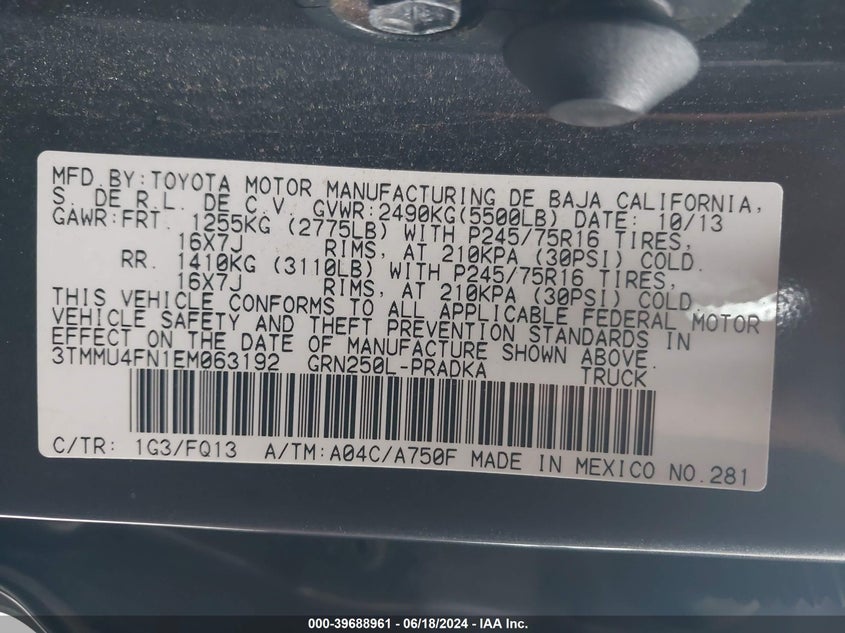 MFD.BY:TOYOTA MOTOR MANUFACTURING DE BAJA CALIFORNIA,
S. DE R.L. DE C.V. GVWR:2490KG(5500LB) DATE: 10/13
GAWR:FRT. 1255KG (2775LB) WITH P245/75R16 TIRES,
16X7J RIMS, AT 210KPA (30PSI) COLD.
RR. 1410KG (3110LB) WITH P245/75R16 TIRES,
16X7J RIMS, AT 210KPA (30PSI) COLD.
THIS VEHICLE CONFORMS TO ALL APPLICABLE FEDERAL MOTOR
VEHICLE SAFETY AND THEFT PREVENTION STANDARDS IN
EFFECT ON THE DATE OF MANUFACTURE SHOWN ABOVE.
3TMMU4FN1EM063192 GRN250L-PRADKA TRUCK
C/TR: 1G3/FQ13 A/TM:A04C/A750F MADE IN MEXICO NO.281
000-39688961 - 06/18/2024 - IAA Inc.